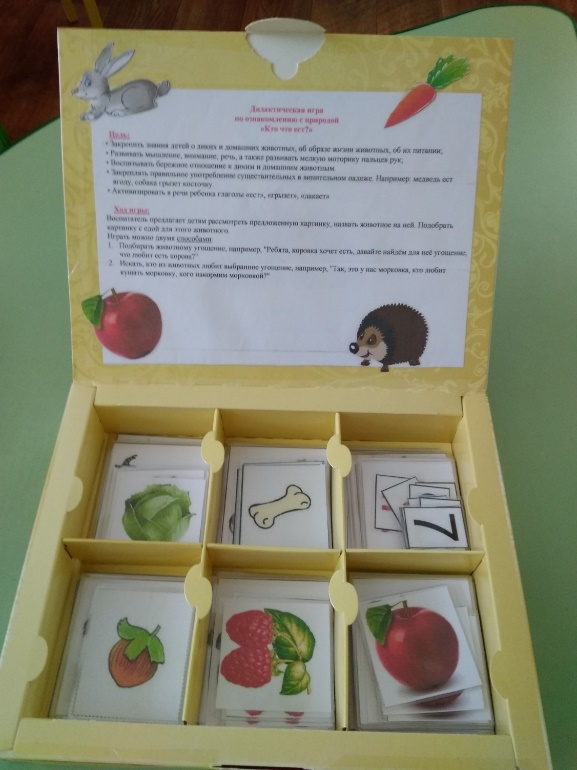 Дидактическая игра
по ознакомлению с природой
«Кто что ест?»
Цель:
• Закрепить знания детей о диких и домашних животных, об образе жизни животных, об их питании;
• Развивать мышление, внимание, речь, а также развивать мелкую моторику пальцев рук;
• Воспитывать бережное отношение к диким и домашним животным.
• Закреплять правильное употребление существительных в винительном падеже. Например: медведь ест
ягоду, собака грызет косточку.
• Активизировать в речи ребенка глаголы «ест», «грызет», «лакает»
Ход игры:
Воспитатель предлагает детям рассмотреть предложенную картинку, назвать животное на ней. Подобрать
картинку с едой для этого животного.
Играть можно двумя способами:
1. Подбирать животному угощение, например, "Ребята, коровка хочет есть, давайте найдём для неё угощение,
что любит есть корова?"
2. Искать, кто из животных любит выбранное угощение, например, "Так, это у нас морковка, кто любит
кушать морковку, кого накормим морковкой?"
7